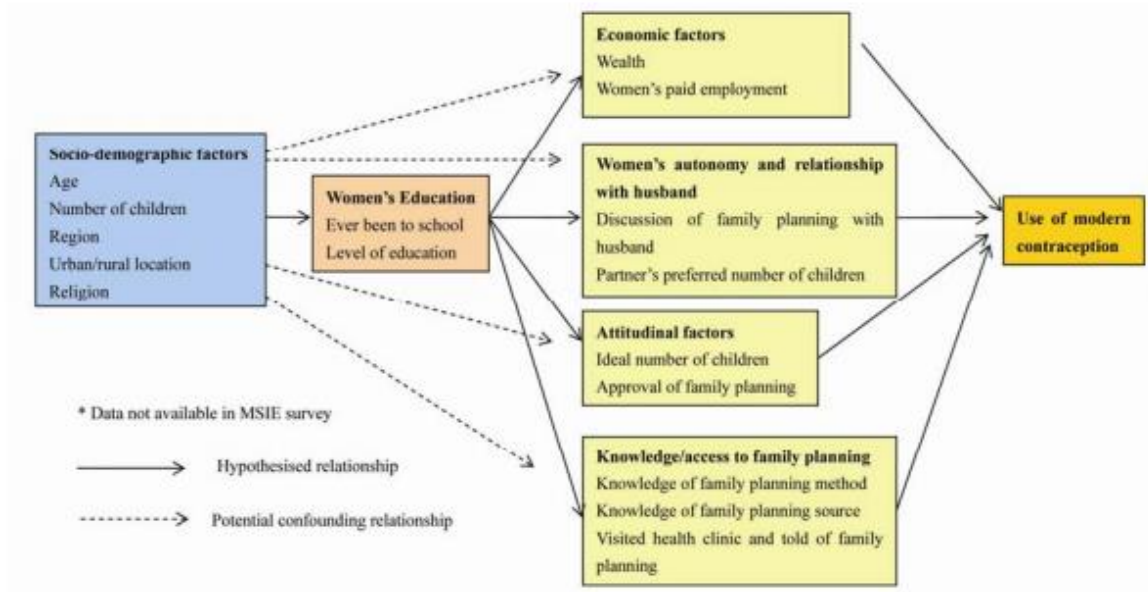 Socio-demographic factors
Age
Number of children
Region
Urban/rural location
Religion
Women's Education
Ever been to school
Level of education
Economic factors
Wealth
Women's paid employment
Women's autonomy and relationship
with husband
Discussion of family planning with
husband
Partner's preferred number of children
Attitudinal factors
Ideal number of children
Approval of family planning
Knowledge/access to family planning
Knowledge of family planning method
Knowledge of family planning source
Visited health clinic and told of family
planning
Use of modern
contraception
* Data not available in MSIE survey
Hypothesised relationship
Potential confounding relationship